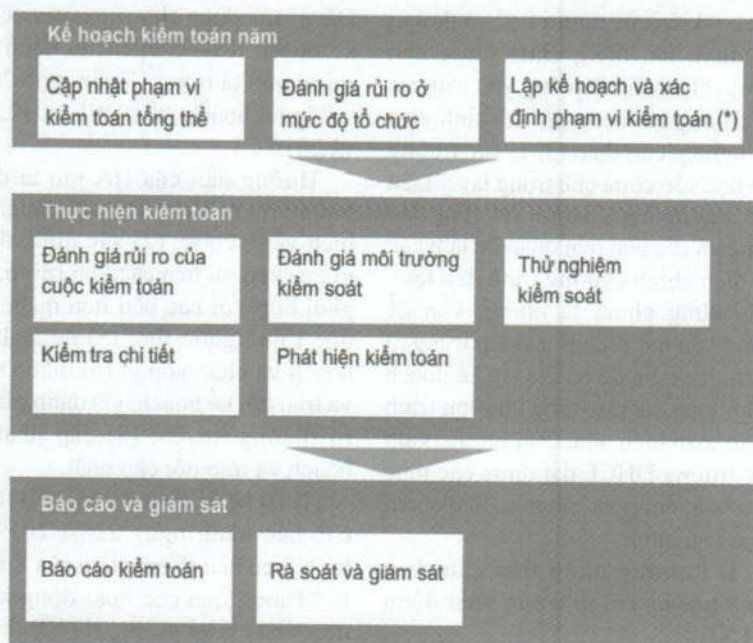 Kế hoạch kiểm toán năm
Cập nhật phạm vi
kiểm toán tổng thể
Đánh giá rủi ro ở
mức độ tổ chức
Lập kế hoạch và xác
định phạm vi kiểm toán (*)
Thực hiện kiểm toán
Đánh giá rủi ro của
cuộc kiểm toán
Đánh giá môi trường
kiểm soát
Thử nghiệm
kiểm soát
Kiểm tra chi tiết
Phát hiện kiểm toán
Báo cáo và giám sát
Báo cáo kiểm toán
Rà soát và giám sát